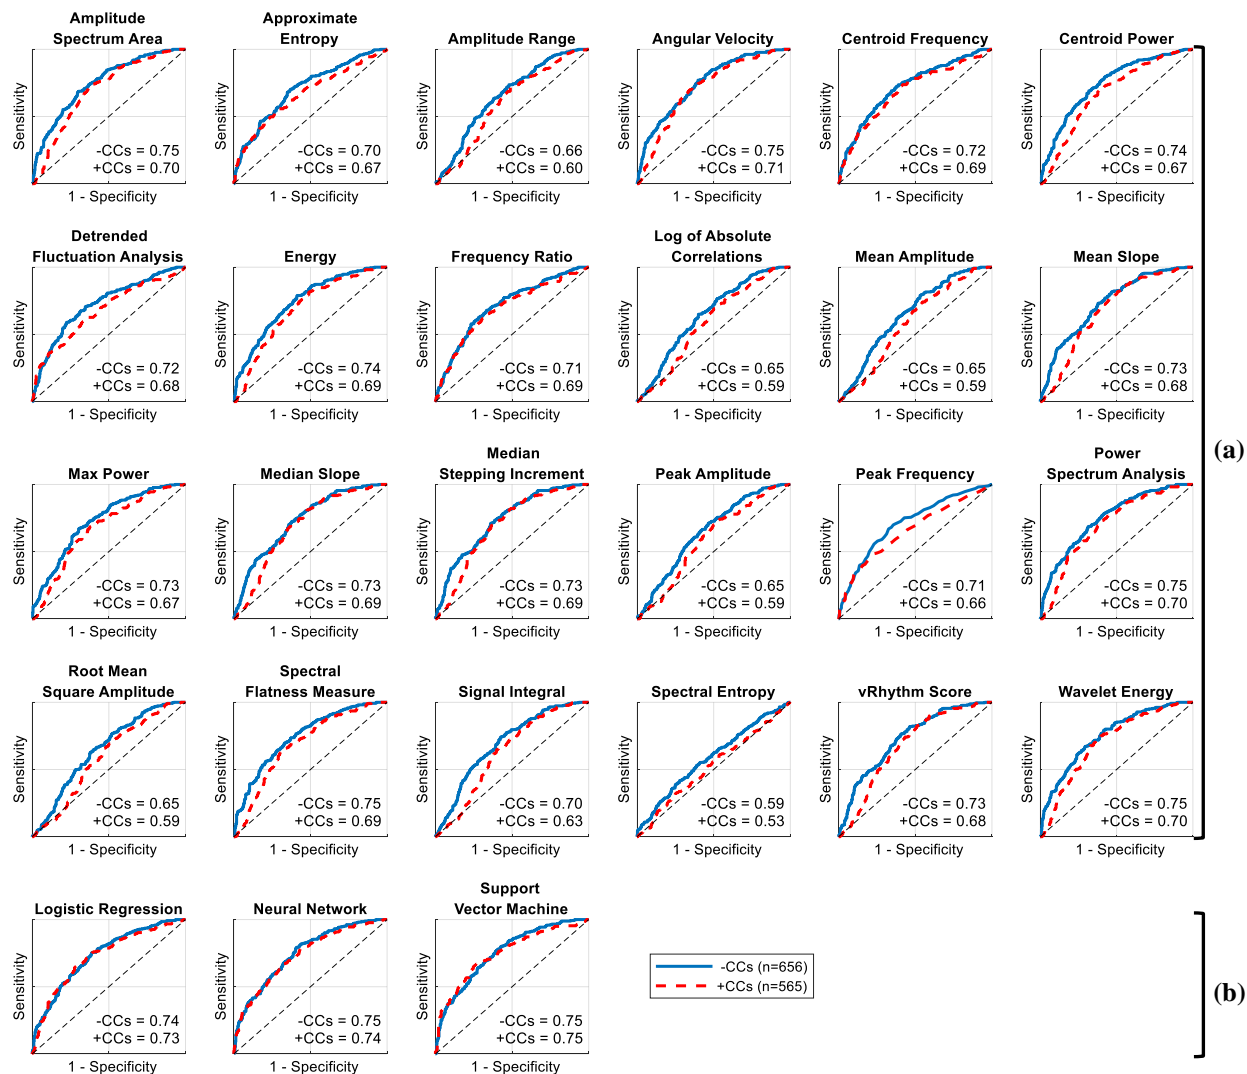 Amplitude
Spectrum Area
Sensitivity
-CCs = 0.75
+CCs = 0.70
1 - Specificity
Approximate
Entropy
Sensitivity
-CCs = 0.70
+CCs = 0.67
1 - Specificity
Amplitude Range
Sensitivity
-CCs = 0.66
+CCs = 0.60
1 - Specificity
Angular Velocity
Sensitivity
-CCs = 0.75
+CCs = 0.71
1 - Specificity
Centroid Frequency
Sensitivity
-CCs = 0.72
+CCs = 0.69
1 - Specificity
Centroid Power
Sensitivity
-CCs = 0.74
+CCs = 0.67
1 - Specificity
Detrended
Fluctuation Analysis
Sensitivity
-CCs = 0.72
+CCs = 0.68
1 - Specificity
Energy
Sensitivity
-CCs = 0.74
+CCs = 0.69
1 - Specificity
Frequency Ratio
Sensitivity
-CCs = 0.71
+CCs = 0.69
1 - Specificity
Log of Absolute
Correlations
Sensitivity
-CCs = 0.65
+CCs = 0.59
1 - Specificity
Mean Amplitude
Sensitivity
-CCs = 0.65
+CCs = 0.59
1 - Specificity
Mean Slope
Sensitivity
-CCs = 0.73
+CCs = 0.68
1 - Specificity
(a)
Max Power
Sensitivity
-CCs = 0.73
+CCs = 0.67
1 - Specificity
Median Slope
Sensitivity
-CCs = 0.73
+CCs = 0.69
1 - Specificity
Median
Stepping Increment
Sensitivity
-CCs = 0.73
+CCs = 0.69
1 - Specificity
Peak Amplitude
Sensitivity
-CCs = 0.65
+CCs = 0.59
1 - Specificity
Peak Frequency
Sensitivity
-CCs = 0.71
+CCs = 0.66
1 - Specificity
Power
Spectrum Analysis
Sensitivity
-CCs = 0.75
+CCs = 0.70
1 - Specificity
Root Mean
Square Amplitude
Sensitivity
-CCs = 0.65
+CCs = 0.59
1 - Specificity
Spectral
Flatness Measure
Sensitivity
-CCs = 0.75
+CCs = 0.69
1 - Specificity
Signal Integral
Sensitivity
-CCs = 0.70
+CCs = 0.63
1 - Specificity
Spectral Entropy
Sensitivity
-CCs = 0.59
+CCs = 0.53
1 - Specificity
vRhythm Score
Sensitivity
-CCs = 0.73
+CCs = 0.68
1 - Specificity
Wavelet Energy
Sensitivity
-CCs = 0.75
+CCs = 0.70
1 - Specificity
Logistic Regression
Sensitivity
-CCs = 0.74
+CCs = 0.73
1 - Specificity
Neural Network
Sensitivity
-CCs = 0.75
+CCs = 0.74
1 - Specificity
Support
Vector Machine
Sensitivity
-CCs = 0.75
+CCs = 0.75
1 - Specificity
-CCs (n=656)
+CCs (n=565)
(b)